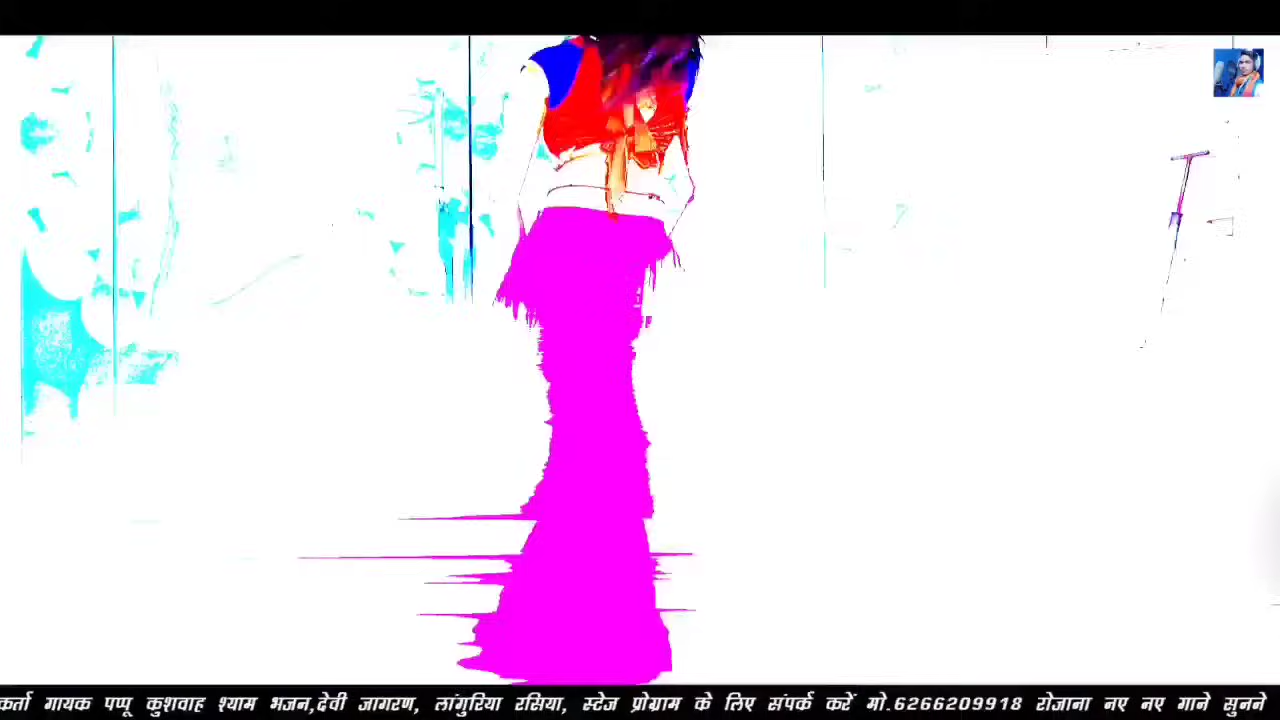 कर्ता गायक पप्पू कुशवाह श्याम भजन,देवी जागरण, लांगुरिया रसिया, स्टेज प्रोग्राम के लिए संपर्क करें मो.6266209918 रोजाना नए नए गाने सुनने